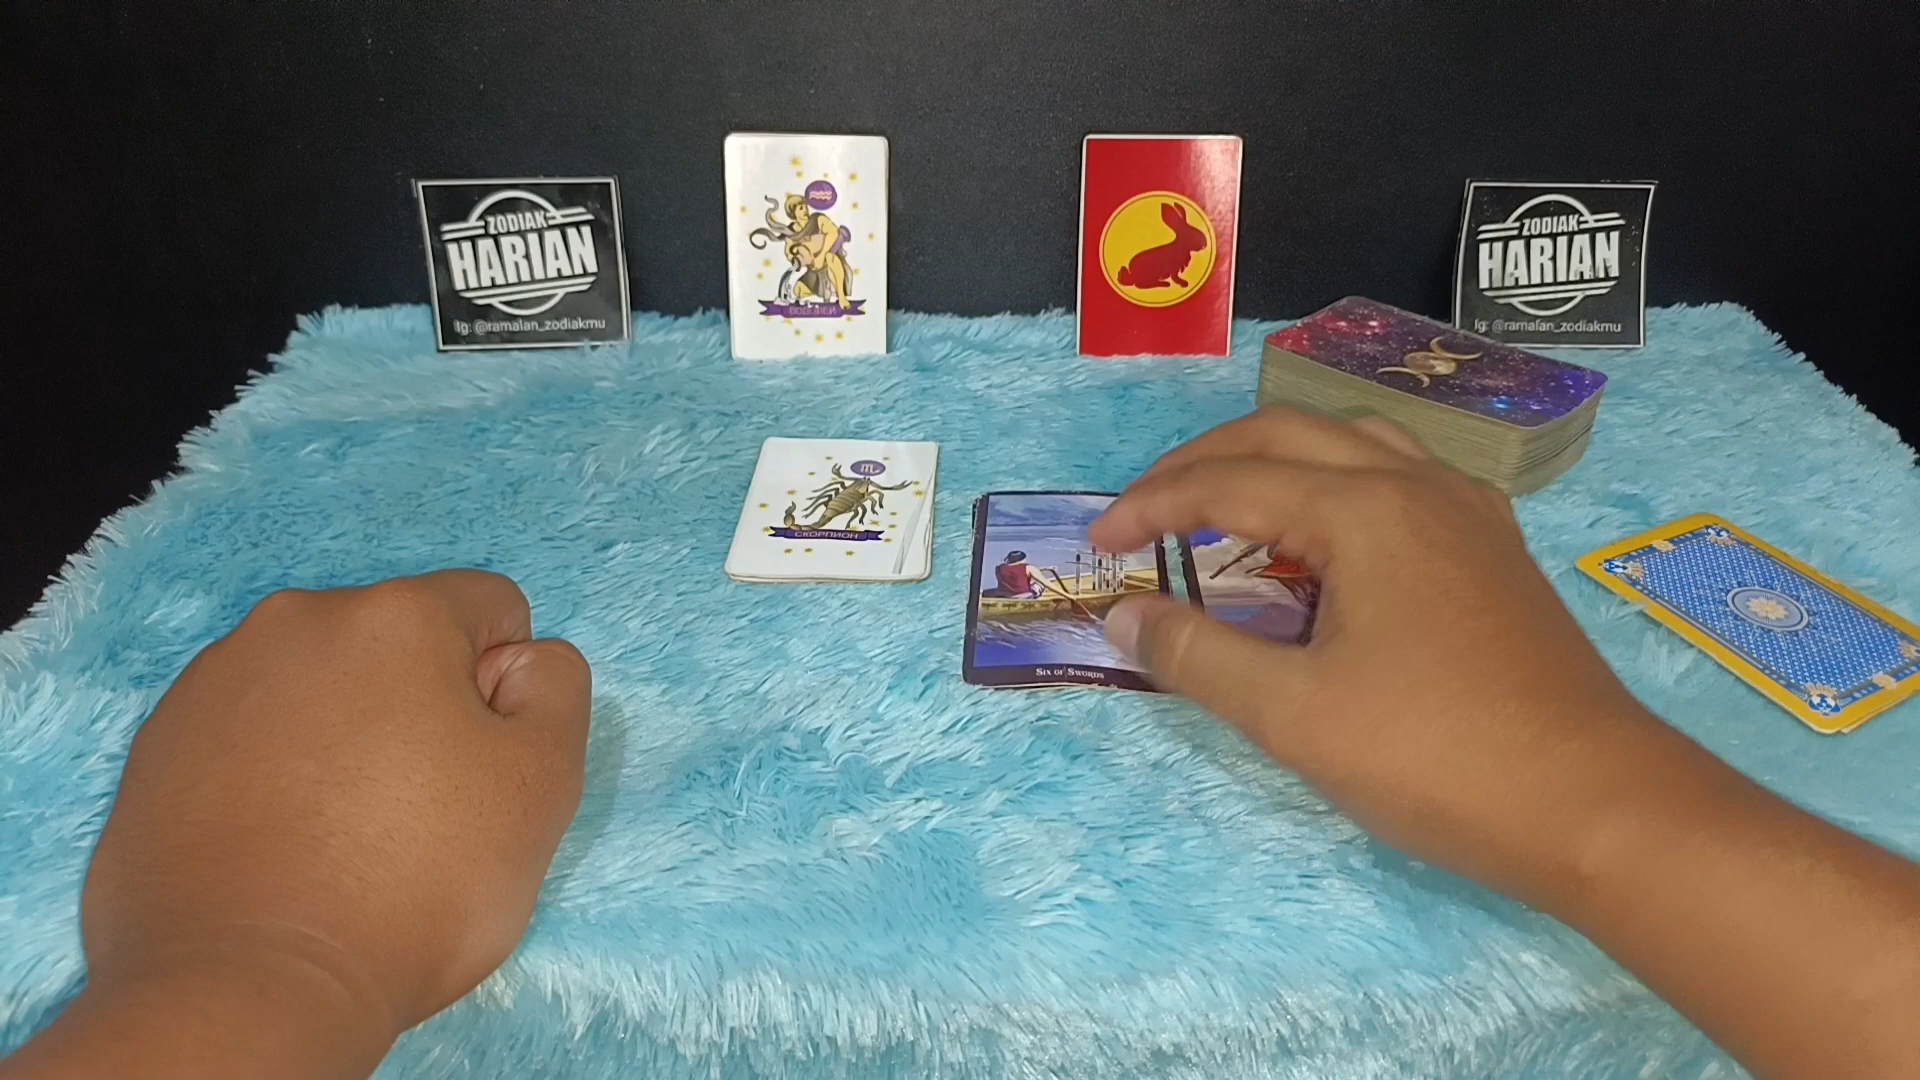 ZODIAK
HARIAN
Ig: @ramalan_zodiakmu
ВОДОЛЕЙ
ZODIAK
HARIAN
Ig: @ramalan_zodiakmu
СКОРПИОН
SIX OF SWORDS